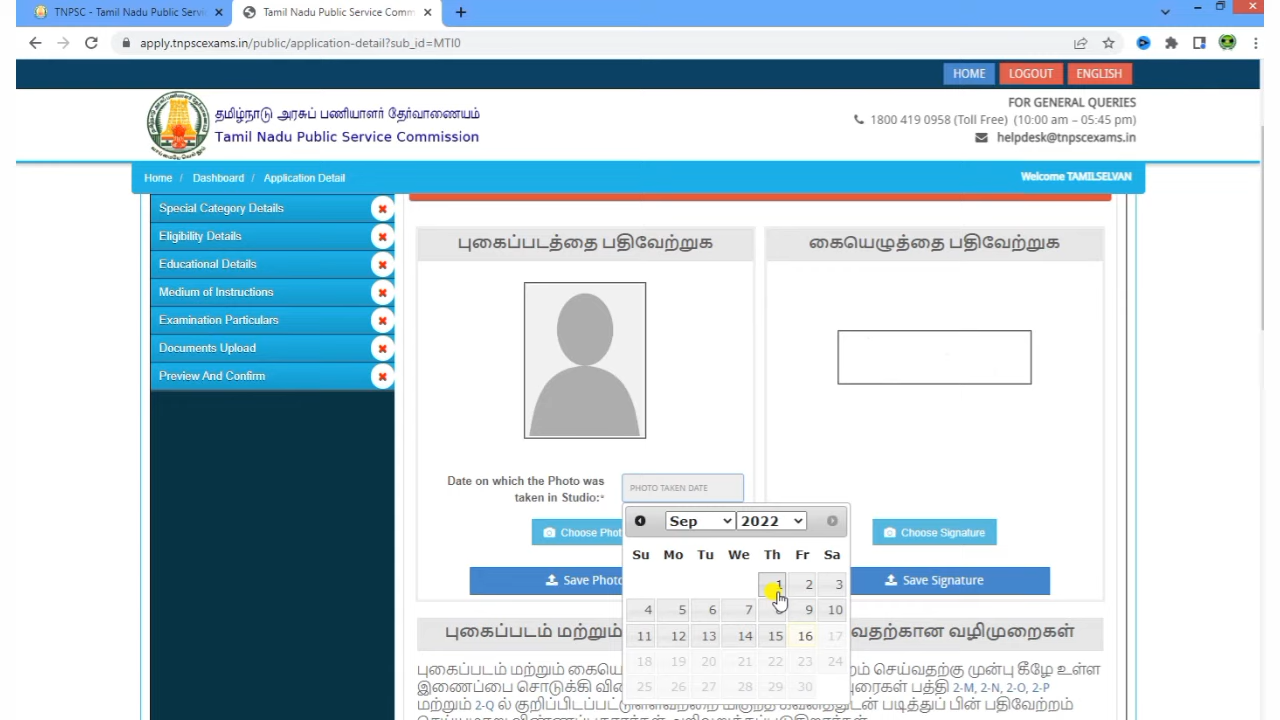 TNPSC - Tamil Nadu Public Servi
Tamil Nadu Public Service Comm
apply.tnpscexams.in/public/application-detail?sub_id=MTI0
HOME
LOGOUT
ENGLISH
தமிழ்நாடு அரசுப் பணியாளர் தேர்வாணையம்
Tamil Nadu Public Service Commission
FOR GENERAL QUERIES
1800 419 0958 (Toll Free) (10:00 am – 05:45 pm)
helpdesk@tnpscexams.in
Home / Dashboard / Application Detail
Welcome TAMILSELVAN
Special Category Details
Eligibility Details
Educational Details
Medium of Instructions
Examination Particulars
Documents Upload
Preview And Confirm
புகைப்படத்தை பதிவேற்றுக
கையெழுத்தை பதிவேற்றுக
Date on which the Photo was
taken in Studio:*
PHOTO TAKEN DATE
Choose Phot
Choose Signature
Save Photo
Save Signature
Sep 2022
Su Mo Tu We Th Fr Sa
1 2 3
4 5 6 7 8 9 10
11 12 13 14 15 16 17
18 19 20 21 22 23 24
25 26 27 28 29 30
புகைப்படம் மற்றும் வதற்கான வழிமுறைகள்
புகைப்படம் மற்றும் கையெ ம் செய்வதற்கு முன்பு கீழே உள்ள
இணைப்பை சொடுக்கி வி ுரைகள் பத்தி 2-M, 2-N, 2-O, 2-P
மற்றும் 2-Q ல் குறிப்பிடப்பட்டுள்ளவற்றை மிகுந்த கவனத்துடன் படித்துப் பின் பதிவேற்றம்